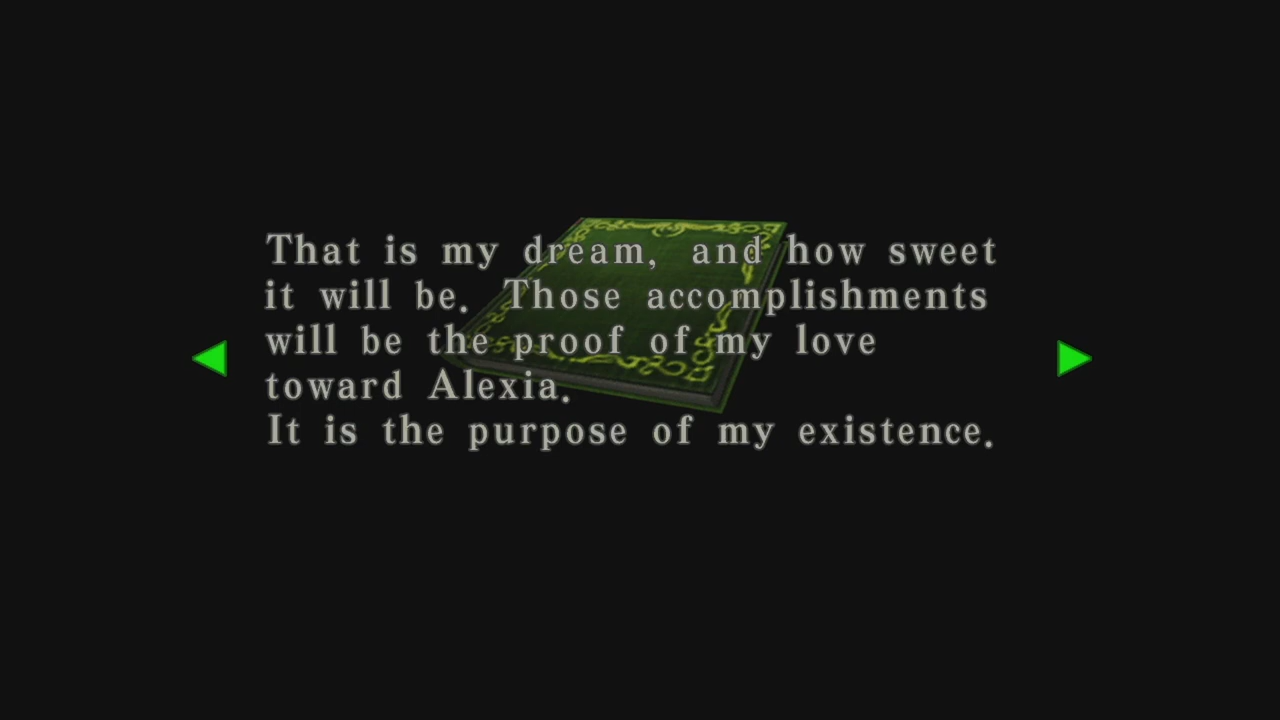 That is my dream, and how sweet
it will be. Those accomplishments
will be the proof of my love
toward Alexia.
It is the purpose of my existence.